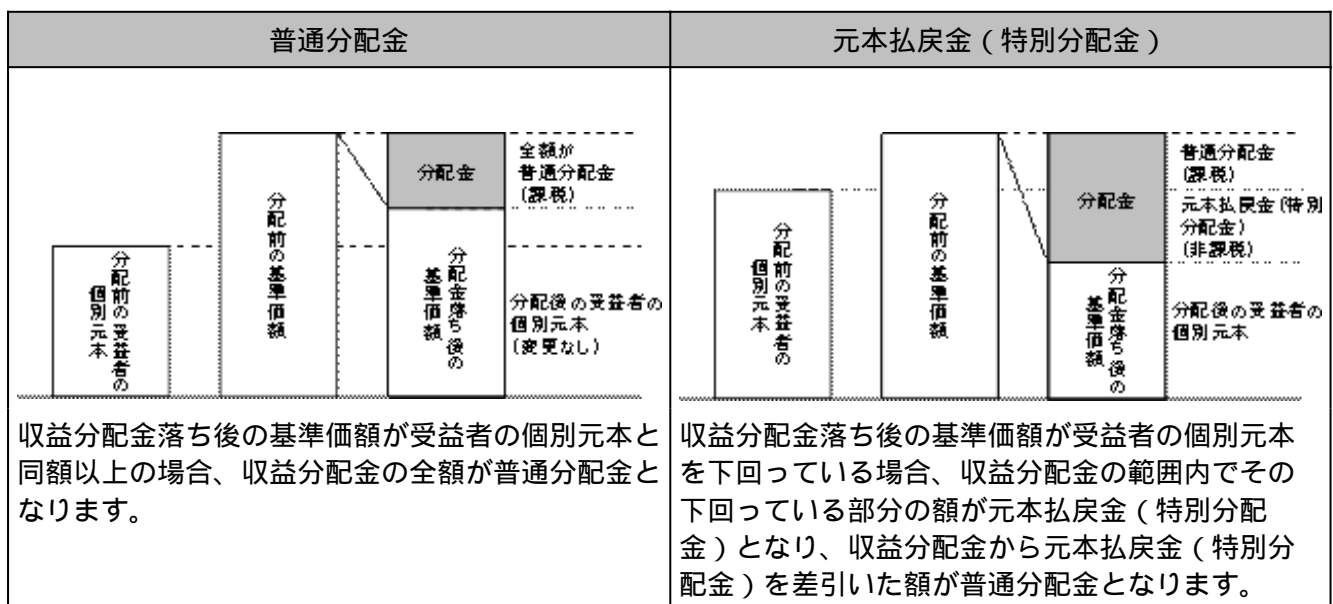 普通分配金
分配前の受益者の
個別元本
分配前の基準価額
分配金
分配金落ち後の
基準価額
全額が
普通分配金
(課税)
分配後の受益者の
個別元本
(変更なし)
収益分配金落ち後の基準価額が受益者の個別元本と
同額以上の場合、収益分配金の全額が普通分配金と
なります。
元本払戻金(特別分配金)
分配前の受益者の
個別元本
分配前の基準価額
分配金
分配金落ち後の
基準価額
普通分配金
(課税)
元本払戻金(特別
分配金)
(非課税)
分配後の受益者の
個別元本
収益分配金落ち後の基準価額が受益者の個別元本
を下回っている場合、収益分配金の範囲内でその
下回っている部分の額が元本払戻金(特別分配
金)となり、収益分配金から元本払戻金(特別分
配金)を差引いた額が普通分配金となります。